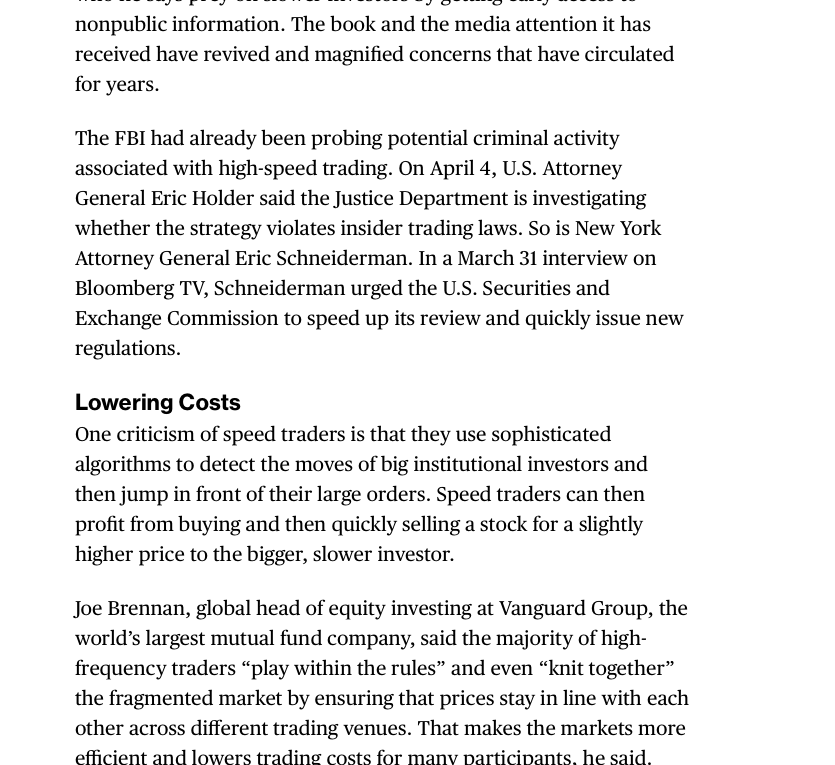 nonpublic information. The book and the media attention it has
received have revived and magnified concerns that have circulated
for years.
The FBI had already been probing potential criminal activity
associated with high-speed trading. On April 4, U.S. Attorney
General Eric Holder said the Justice Department is investigating
whether the strategy violates insider trading laws. So is New York
Attorney General Eric Schneiderman. In a March 31 interview on
Bloomberg TV, Schneiderman urged the U.S. Securities and
Exchange Commission to speed up its review and quickly issue new
regulations.
Lowering Costs
One criticism of speed traders is that they use sophisticated
algorithms to detect the moves of big institutional investors and
then jump in front of their large orders. Speed traders can then
profit from buying and then quickly selling a stock for a slightly
higher price to the bigger, slower investor.
Joe Brennan, global head of equity investing at Vanguard Group, the
world’s largest mutual fund company, said the majority of high-
frequency traders “play within the rules” and even “knit together”
the fragmented market by ensuring that prices stay in line with each
other across different trading venues. That makes the markets more
efficient and lowers trading costs for many participants, he said.